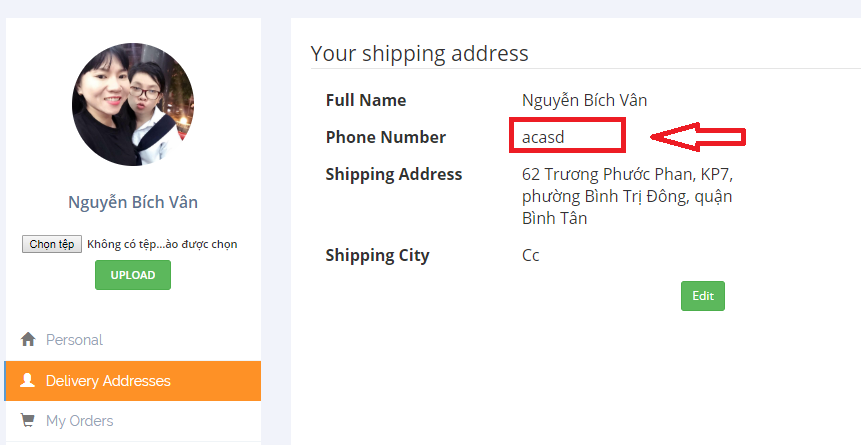 Nguyễn Bích Vân
Chọn tệp Không có tệp...ào được chọn
UPLOAD
Personal
Delivery Addresses
My Orders
Your shipping address
Full Name Nguyễn Bích Vân
Phone Number acasd
Shipping Address 62 Trương Phước Phan, KP7,
phường Bình Trị Đông, quận
Bình Tân
Shipping City Cc
Edit